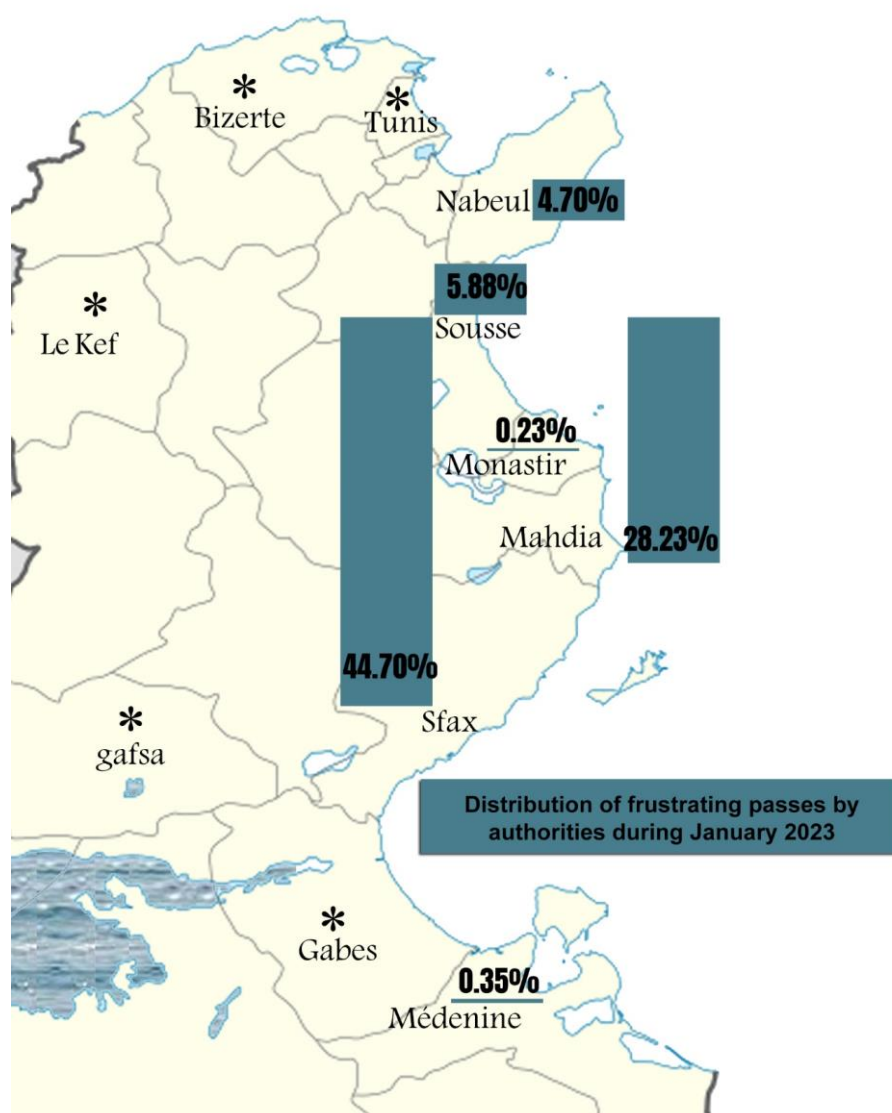 *
Bizerte
*
Tunis
Nabeul 4.70%
5.88%
Sousse
*
Le Kef
0.23%
Monastir
Mahdia 28.23%
44.70%
Sfax
*
gafsa
Distribution of frustrating passes by
authorities during January 2023
*
Gabes
0.35%
Médenine